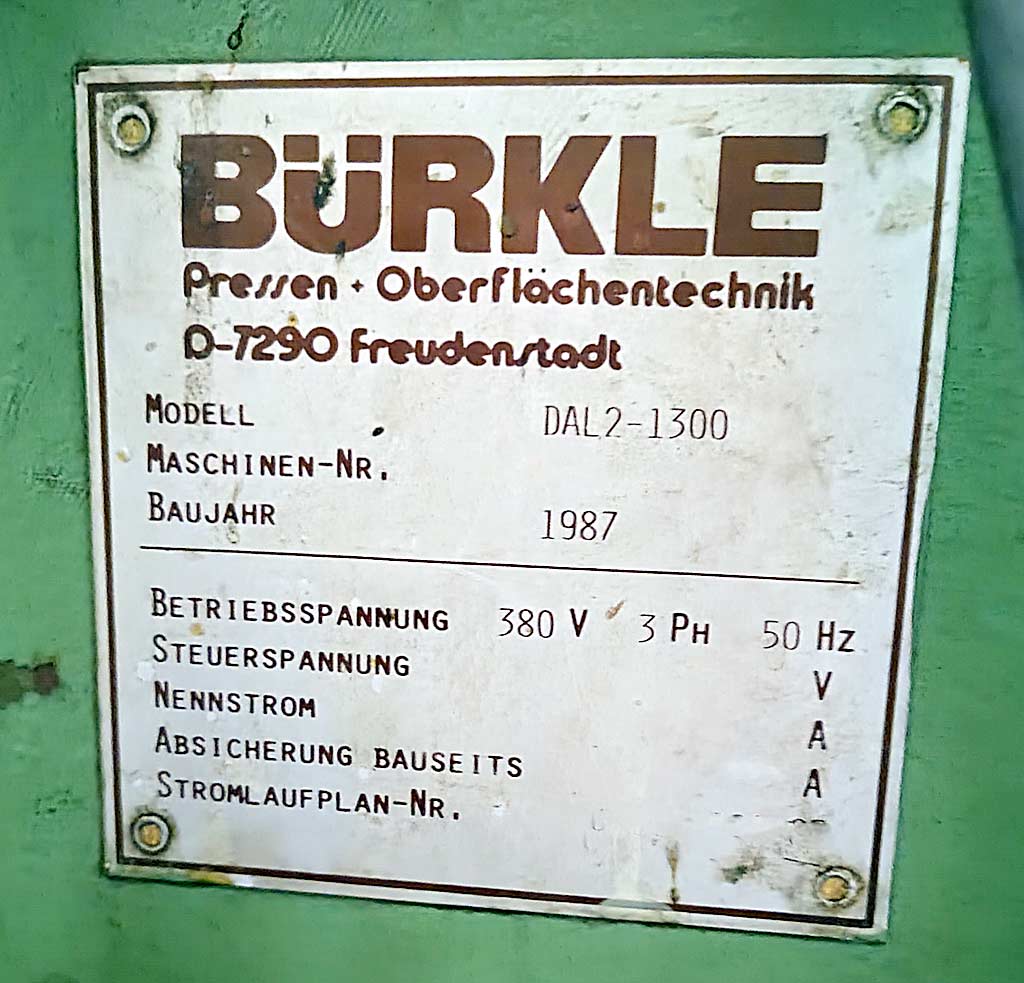 BÜRKLE
Pressen + Oberflächentechnik
D-7290 Freudenstadt
MODELL DAL2-1300
MASCHINEN-NR.
BAUJAHR 1987
BETRIEBSSPANNUNG 380 V 3 PH 50 HZ
STEUERSPANNUNG V
NENNSTROM A
ABSICHERUNG BAUSEITS A
STROMLAUFPLAN-NR.